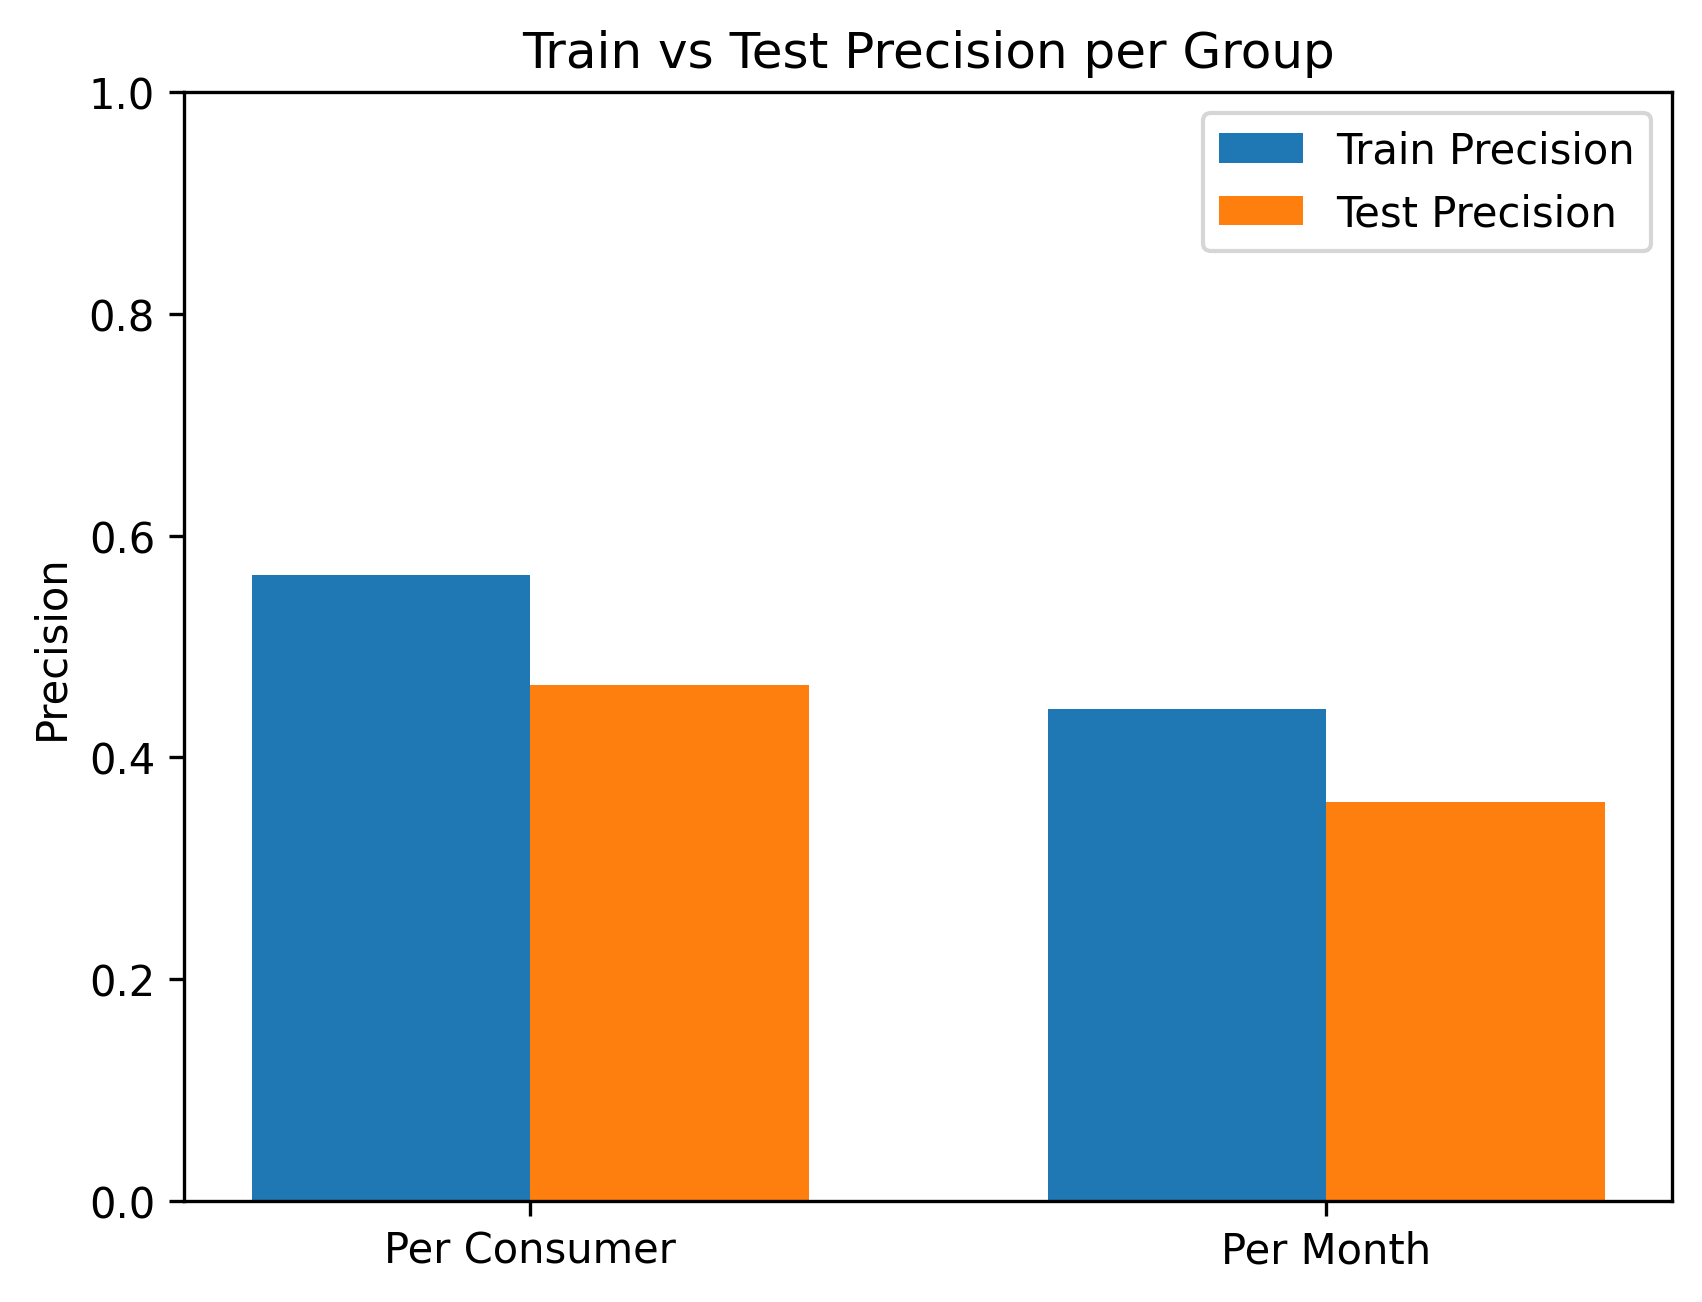 Train vs Test Precision per Group
Train Precision
Test Precision
Precision
1.0
0.8
0.6
0.4
0.2
0.0
Per Consumer
Per Month